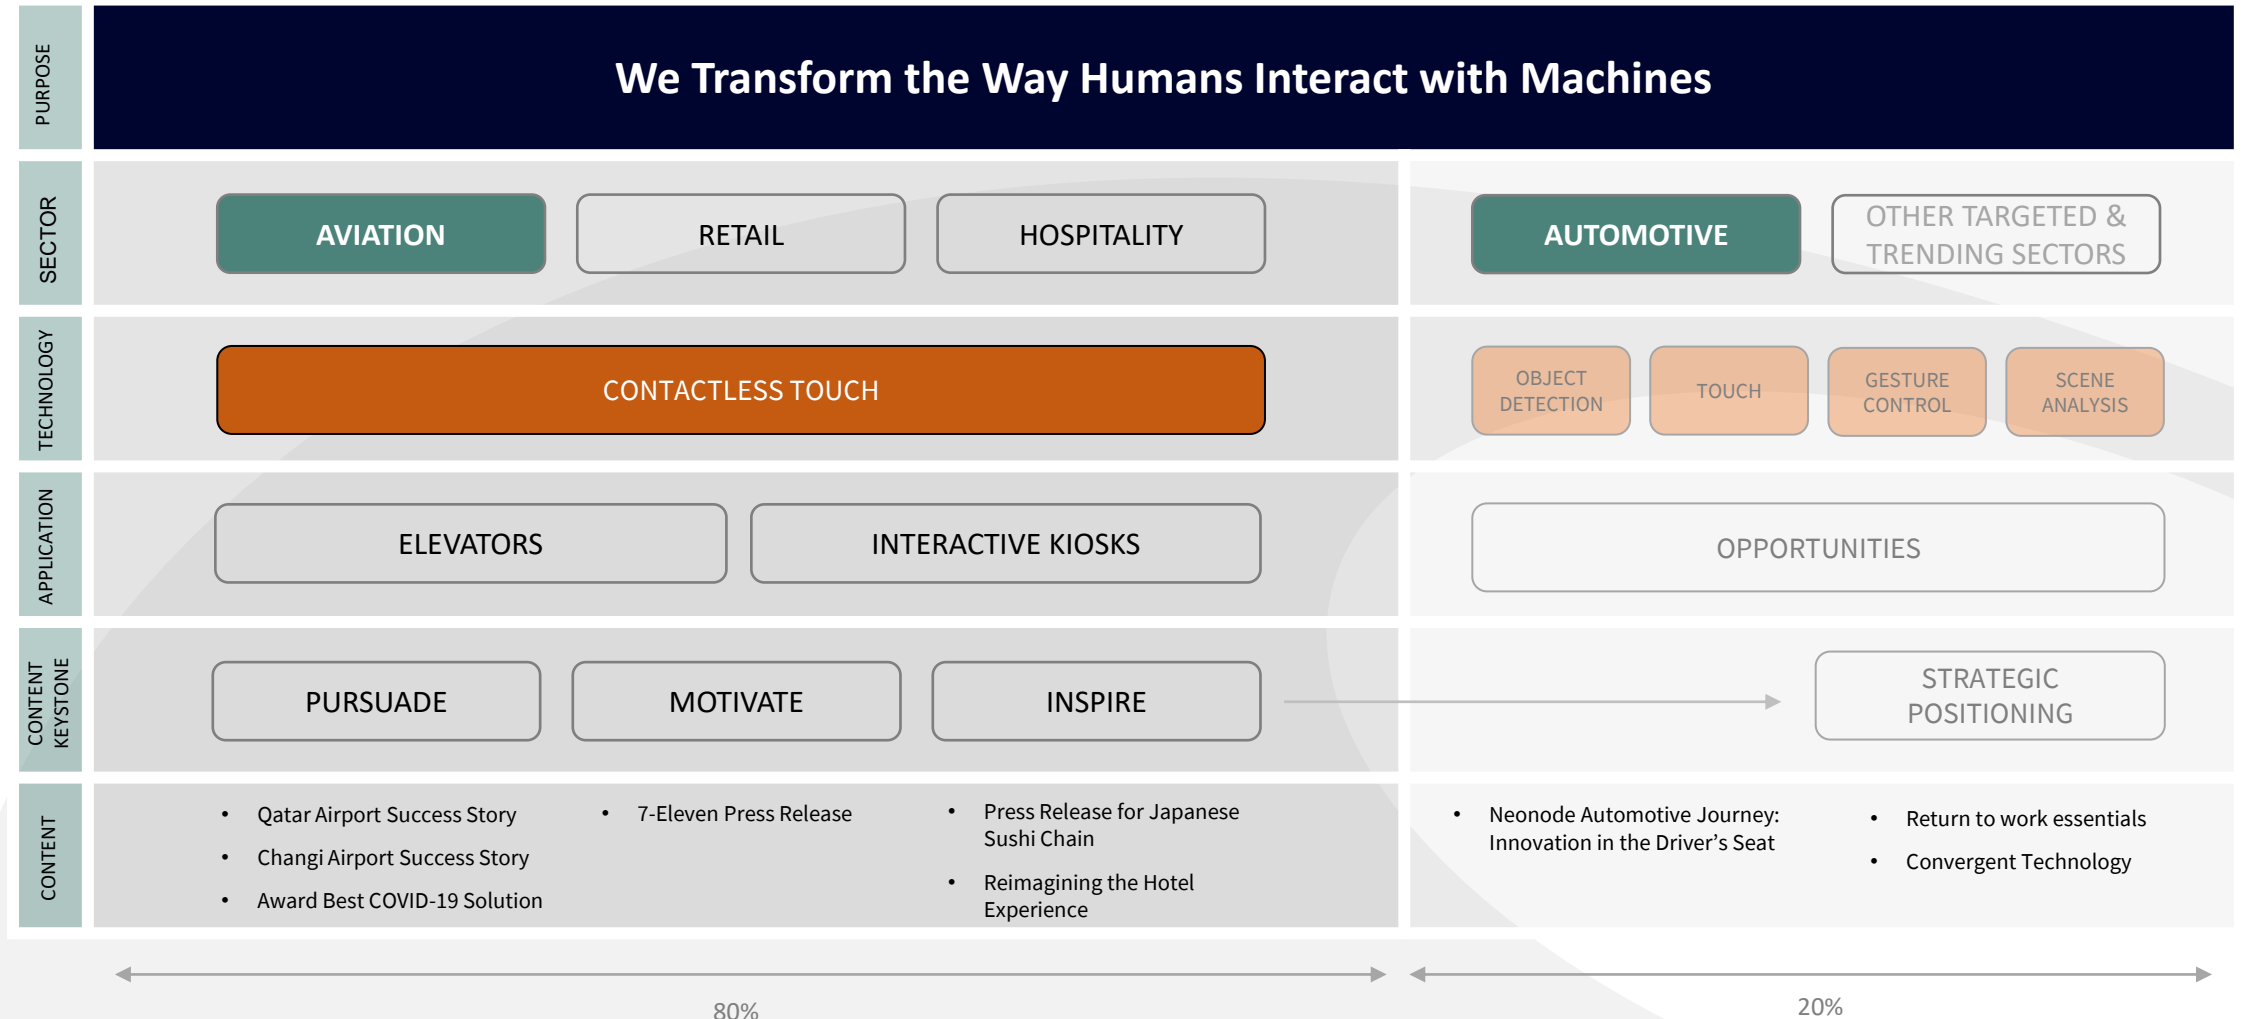 PURPOSE
We Transform the Way Humans Interact with Machines
SECTOR
AVIATION
RETAIL
HOSPITALITY
AUTOMOTIVE
OTHER TARGETED &
TRENDING SECTORS
TECHNOLOGY
CONTACTLESS TOUCH
OBJECT
DETECTION
TOUCH
GESTURE
CONTROL
SCENE
ANALYSIS
APPLICATION
ELEVATORS
INTERACTIVE KIOSKS
OPPORTUNITIES
CONTENT
KEYSTONE
PURSUADE
MOTIVATE
INSPIRE
STRATEGIC
POSITIONING
CONTENT
• Qatar Airport Success Story
• Changi Airport Success Story
• Award Best COVID-19 Solution
• 7-Eleven Press Release
• Press Release for Japanese
Sushi Chain
• Reimagining the Hotel
Experience
• Neonode Automotive Journey:
Innovation in the Driver’s Seat
• Return to work essentials
• Convergent Technology
80%
20%